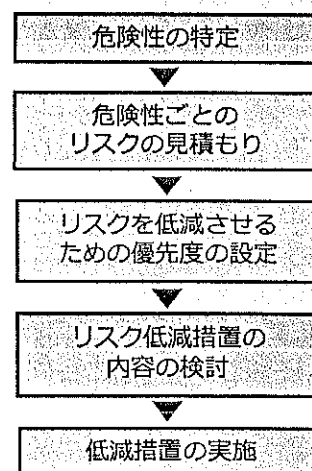 危険性の特定
危険性ごとの
リスクの見積もり
リスクを低減させる
ための優先度の設定
リスク低減措置の
内容の検討
低減措置の実施